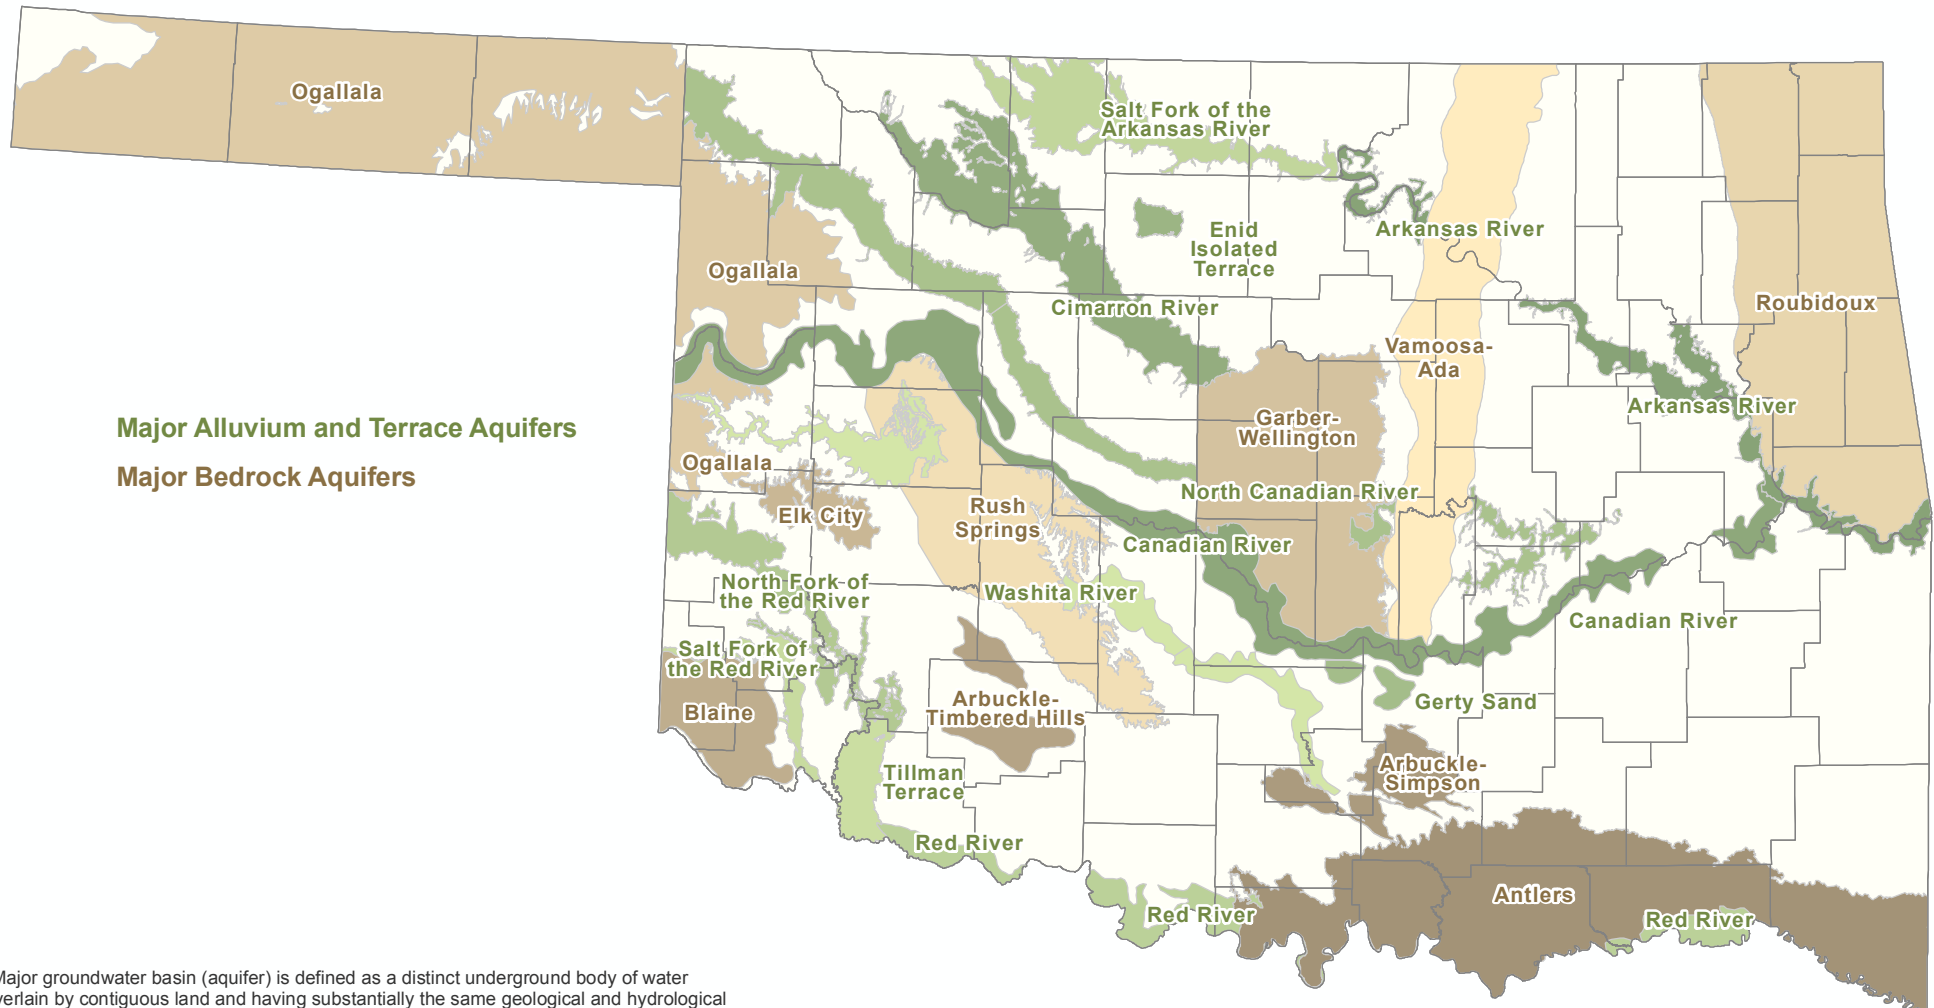 Ogallala
Salt Fork of the
Arkansas River
Arkansas River
Enid
Isolated
Terrace
Ogallala
Roubidoux
Cimarron River
Vamoosa-
Ada
Arkansas River
Garber-
Wellington
Major Alluvium and Terrace Aquifers
Major Bedrock Aquifers
Ogallala
North Canadian River
Elk City
Rush
Springs
Canadian River
North Fork of
the Red River
Washita River
Canadian River
Salt Fork of
the Red River
Blaine
Arbuckle-
Timbered Hills
Gerty Sand
Tillman
Terrace
Arbuckle-
Simpson
Red River
Antlers
Red River
Red River
Major groundwater basin (aquifer) is defined as a distinct underground body of water
verlain by contiguous land and having substantially the same geological and hydrological